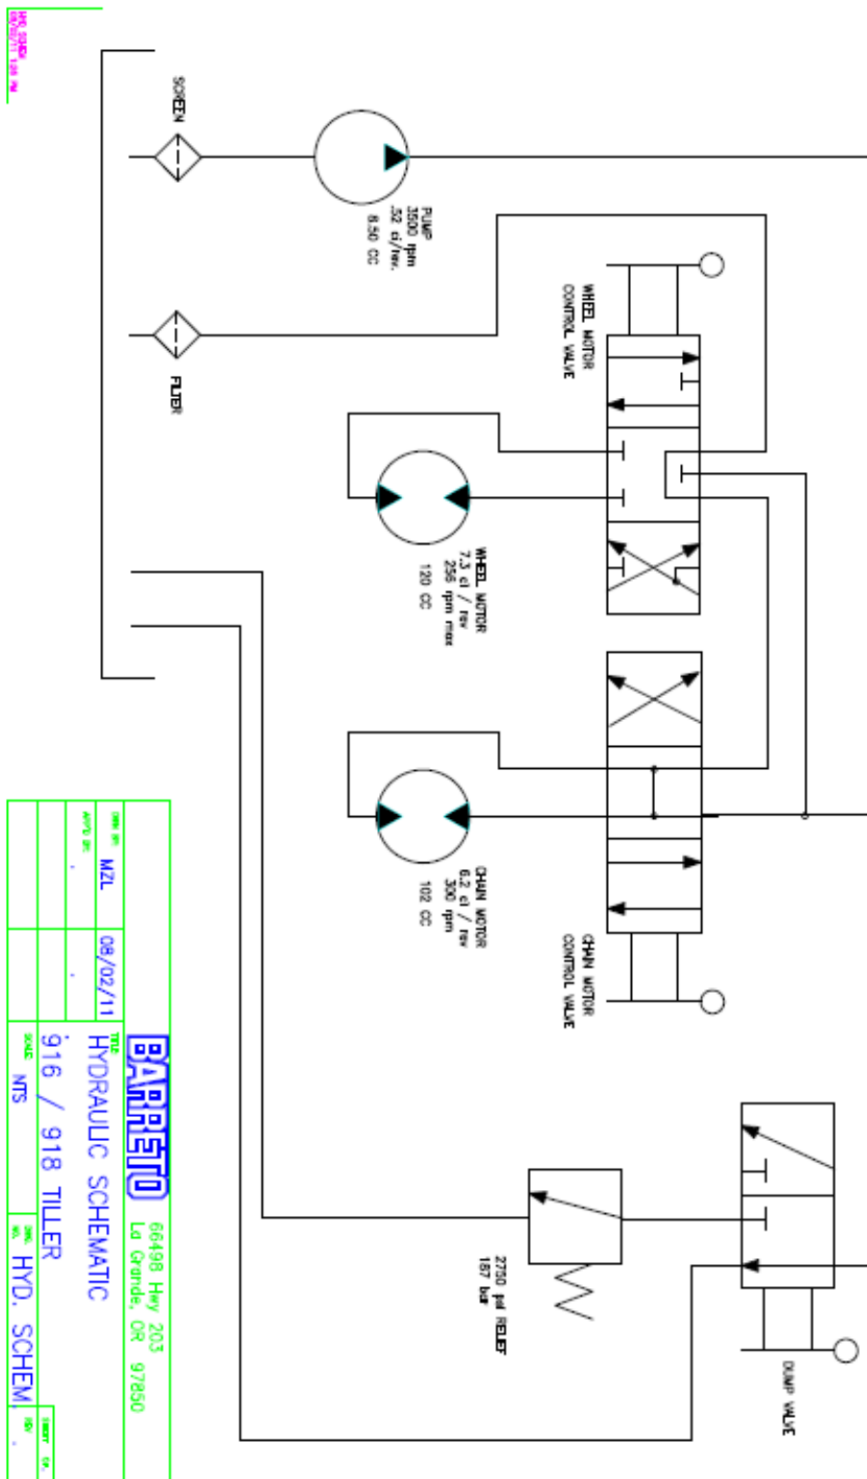 SCREEN
PUMP
3500 rpm
.52 ci/rev.
8.50 CC
FILTER
WHEEL MOTOR
CONTROL VALVE
WHEEL MOTOR
7.3 ci / rev
256 rpm max
120 CC
CHAIN MOTOR
6.2 ci / rev
300 rpm
102 CC
CHAIN MOTOR
CONTROL VALVE
2750 psi RELIEF
187 bar
DUMP VALVE
BARRETO
66498 Hwy 203
La Grande, OR 97850
MZL 08/02/11
TITLE
HYDRAULIC SCHEMATIC
916 / 918 TILLER
SCALE NTS
HYD. SCHEM.